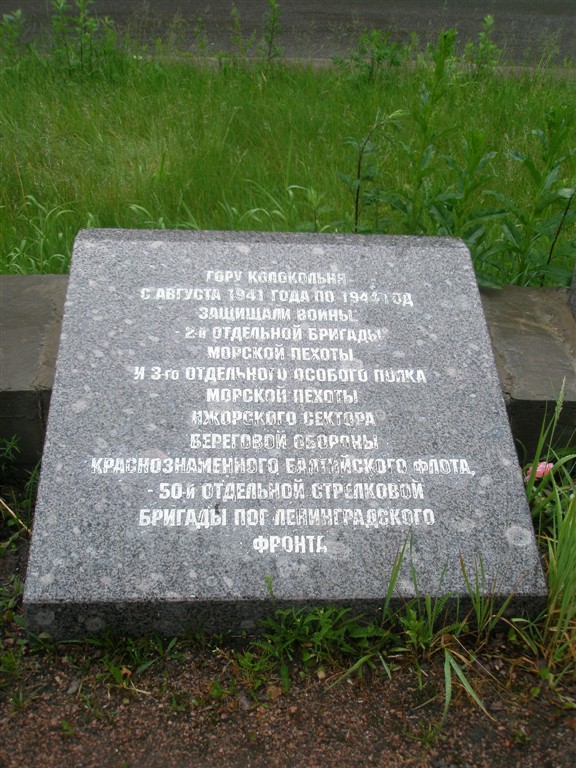 ГОРУ КОЛОКОЛЬНЯ
С АВГУСТА 1941 ГОДА ПО 1944 ГОД
ЗАЩИЩАЛИ ВОИНЫ
- 2-й ОТДЕЛЬНОЙ БРИГАДЫ
МОРСКОЙ ПЕХОТЫ
И 3-го ОТДЕЛЬНОГО ОСОБОГО ПОЛКА
МОРСКОЙ ПЕХОТЫ
ИЖОРСКОГО СЕКТОРА
БЕРЕГОВОЙ ОБОРОНЫ
КРАСНОЗНАМЕННОГО БАЛТИЙСКОГО ФЛОТА,
- 50-й ОТДЕЛЬНОЙ СТРЕЛКОВОЙ
БРИГАДЫ ПОГ ЛЕНИНГРАДСКОГО
ФРОНТА